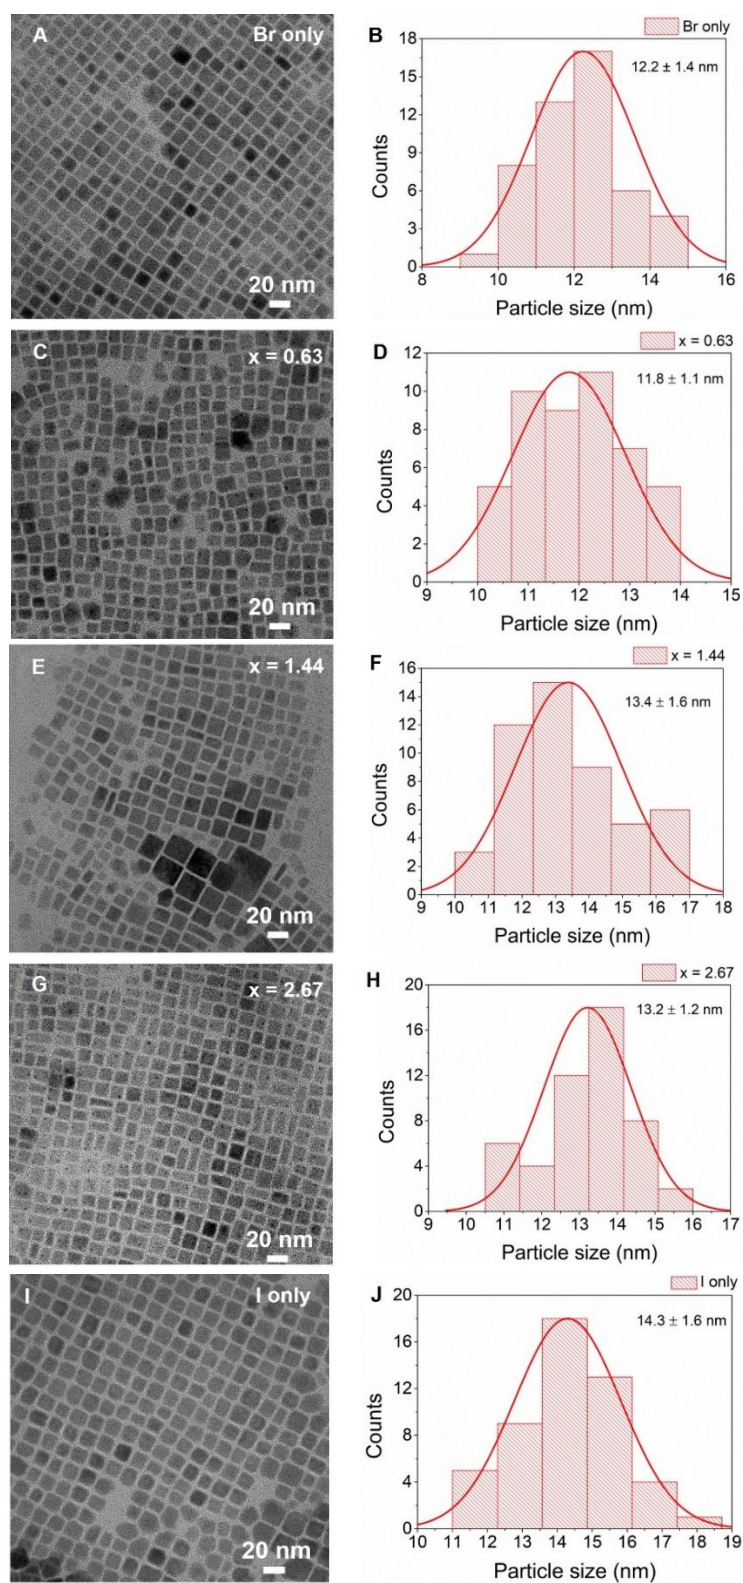 A
Br only
20 nm
B
Br only
12.2 ± 1.4 nm
18
15
12
9
6
3
0
Counts
8 10 12 14 16
Particle size (nm)
C
x = 0.63
20 nm
D
x = 0.63
11.8 ± 1.1 nm
12
10
8
6
4
2
0
Counts
9 10 11 12 13 14 15
Particle size (nm)
E
x = 1.44
20 nm
F
x = 1.44
13.4 ± 1.6 nm
16
14
12
10
8
6
4
2
0
Counts
9 10 11 12 13 14 15 16 17 18
Particle size (nm)
G
x = 2.67
20 nm
H
x = 2.67
13.2 ± 1.2 nm
20
16
12
8
4
0
Counts
9 10 11 12 13 14 15 16 17
Particle size (nm)
I
I only
20 nm
J
I only
14.3 ± 1.6 nm
20
16
12
8
4
0
Counts
10 11 12 13 14 15 16 17 18 19
Particle size (nm)